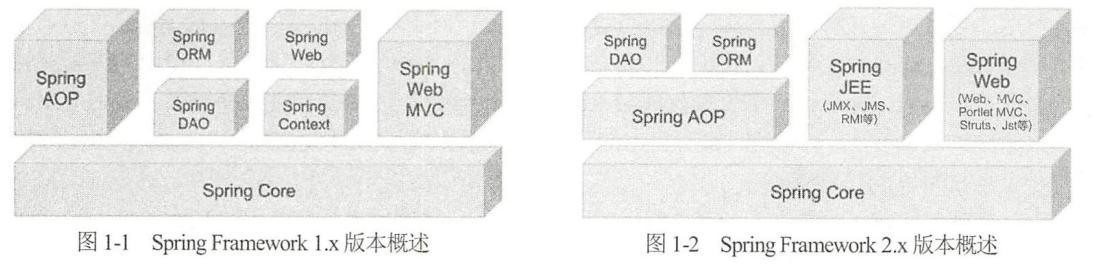 Spring
AOP
Spring
ORM
Spring
Web
Spring
DAO
Spring
Context
Spring
Web
MVC
Spring Core
图 1-1 Spring Framework 1.x 版本概述
Spring
DAO
Spring
ORM
Spring AOP
Spring
JEE
(JMX、JMS、
RMI等)
Spring
Web
(Web、MVC、
Portlet MVC、
Struts、Jst等)
Spring Core
图 1-2 Spring Framework 2.x 版本概述